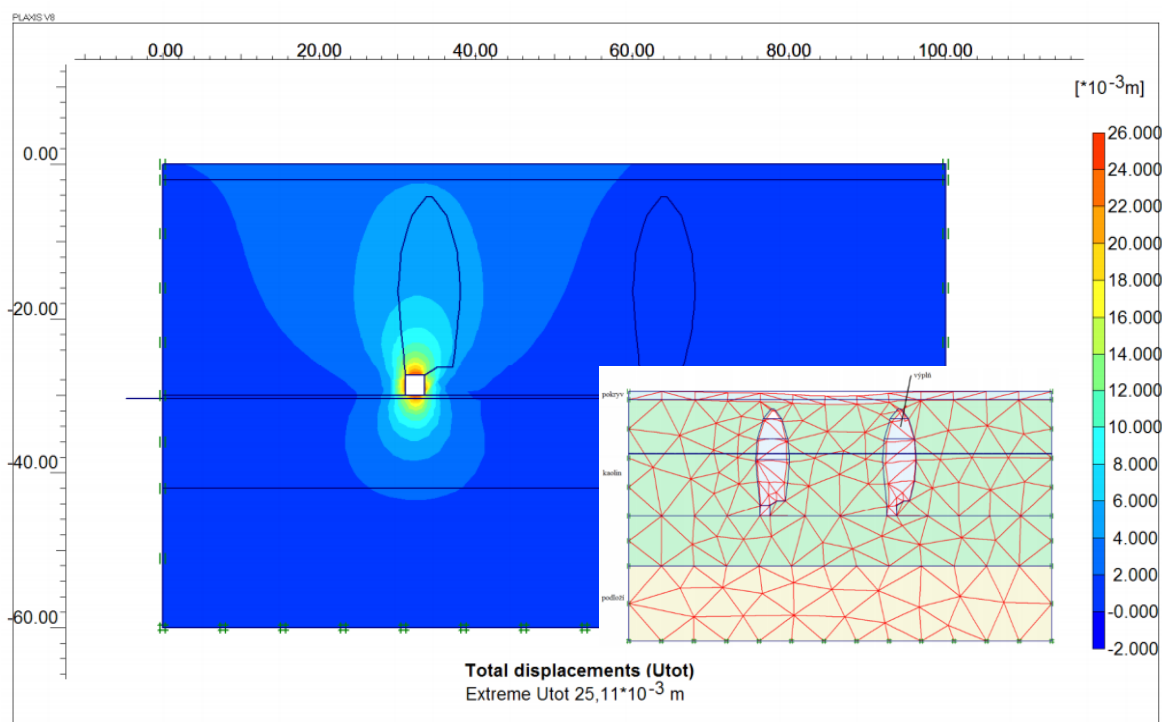 PLAXIS V8
0.00 20.00 40.00 60.00 80.00 100.00
[*10-3m]
26.000
24.000
22.000
20.000
18.000
16.000
14.000
12.000
10.000
8.000
6.000
4.000
2.000
-0.000
-2.000
0.00
-20.00
-40.00
-60.00
výplň
pokryv
kaolin
podloží
Total displacements (Utot)
Extreme Utot 25,11*10-3 m